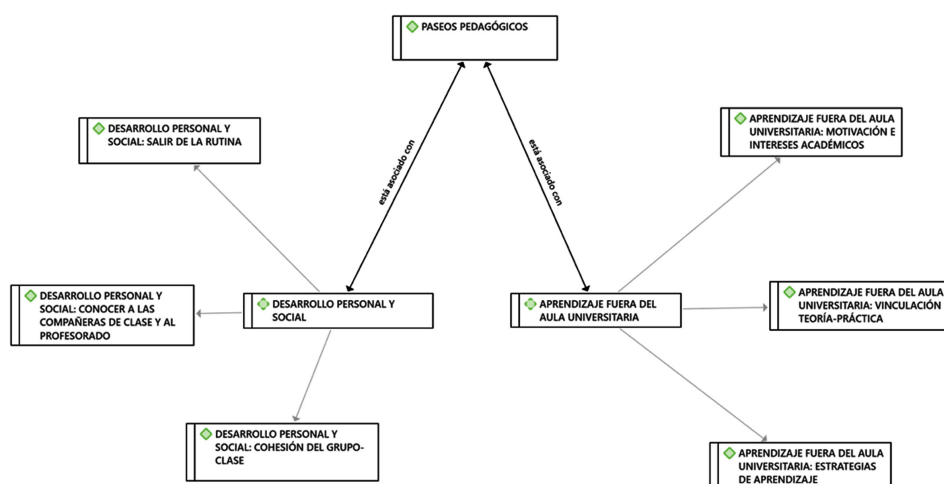 PASEOS PEDAGÓGICOS
DESARROLLO PERSONAL Y
SOCIAL: SALIR DE LA RUTINA
APRENDIZAJE FUERA DEL AULA
UNIVERSITARIA: MOTIVACIÓN E
INTERESES ACADÉMICOS
está asociado con
está asociado con
DESARROLLO PERSONAL Y
SOCIAL: CONOCER A LAS
COMPAÑERAS DE CLASE Y AL
PROFESORADO
DESARROLLO PERSONAL Y
SOCIAL
APRENDIZAJE FUERA DEL
AULA UNIVERSITARIA
APRENDIZAJE FUERA DEL AULA
UNIVERSITARIA: VINCULACIÓN
TEORÍA-PRÁCTICA
DESARROLLO PERSONAL Y
SOCIAL: COHESIÓN DEL GRUPO-
CLASE
APRENDIZAJE FUERA DEL AULA
UNIVERSITARIA: ESTRATEGIAS
DE APRENDIZAJE